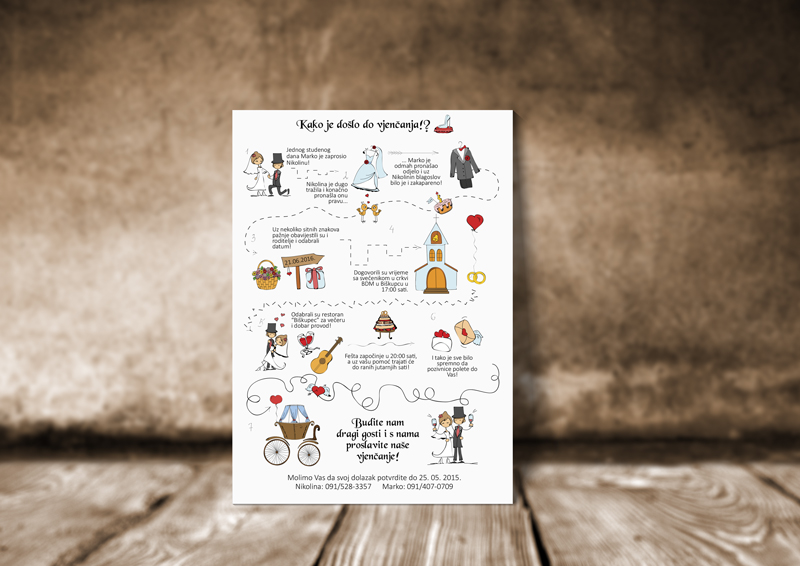 Kako je došlo do vjenčanja!?
Jednog studenog
dana Marko je zaprosio
Nikolinu!
Nikolina je dugo
tražila i konačno
pronašla onu
pravu...
... Marko je
odmah pronašao
odjelo i uz
Nikolinin blagoslov
bilo je i zakapareno!
3
Uz nekoliko sitnih znakova
pažnje obavijestili su i
roditelje i odabrali
datum!
21.06.2016.
4
Dogovorili su vrijeme
sa svećenikom u crkvi
BDM u Biškupcu u
17:00 sati.
Odabrali su restoran
"Biškupec" za večeru
i dobar provod!
Fešta započinje u 20:00 sati,
a uz vašu pomoć trajati će
do ranih jutarnjih sati!
6
I tako je sve bilo
spremno da
pozivnice polete do
Vas!
7
Budite nam
dragi gosti i s nama
proslavite naše
vjenčanje!
Molimo Vas da svoj dolazak potvrdite do 25. 05. 2015.
Nikolina: 091/528-3357 Marko: 091/407-0709